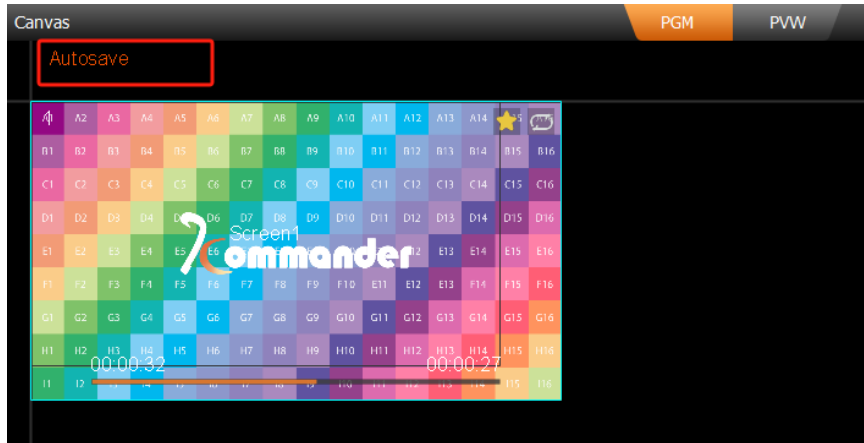 Canvas PGM PVW
Autosave
A2 A3 A4 A5 A6 A7 A8 A9 A10 A11 A12 A13 A14
B1 B2 B3 B4 B5 B6 B7 B8 B9 B10 B11 B12 B13 B14 B15 B16
C1 C2 C3 C4 C5 C6 C7 C8 C9 C10 C11 C12 C13 C14 C15 C16
D1 D2 D3 D4 D6 D7 D8 D9 D10 D11 D12 D13 D14 D15 D16
Screen1
E1 E2 E3 E4 E5 E6 E13 E14 E15 E16
Kommander
F1 F2 F3 F4 F5 F6 F7 F8 F9 F10 E11 E12 E13 F14 F15 F16
G1 G2 G3 G4 G5 G6 G7 G8 G9 G10 G11 G12 G13 G14 G15 G16
H1 H2 H3 H4 H5 H6 H7 H8 H9 H10 H11 H12 H13 H14 H15 H16
00:00:32 00:00:27
I1 I2 I15 I16